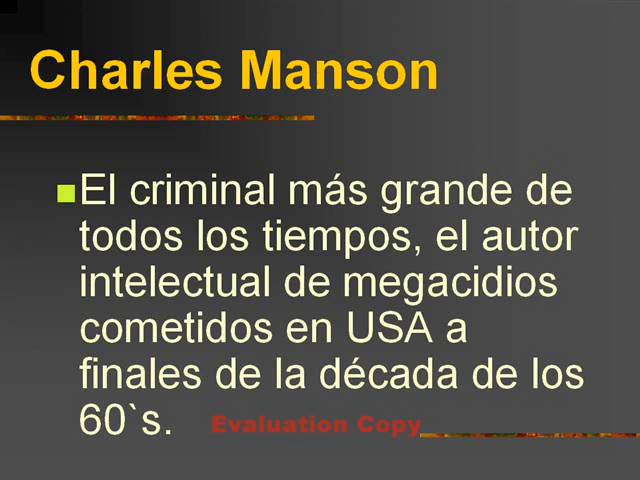 Charles Manson
El criminal más grande de
todos los tiempos, el autor
intelectual de megacidios
cometidos en USA a
finales de la década de los
60`s.
Evaluation Copy